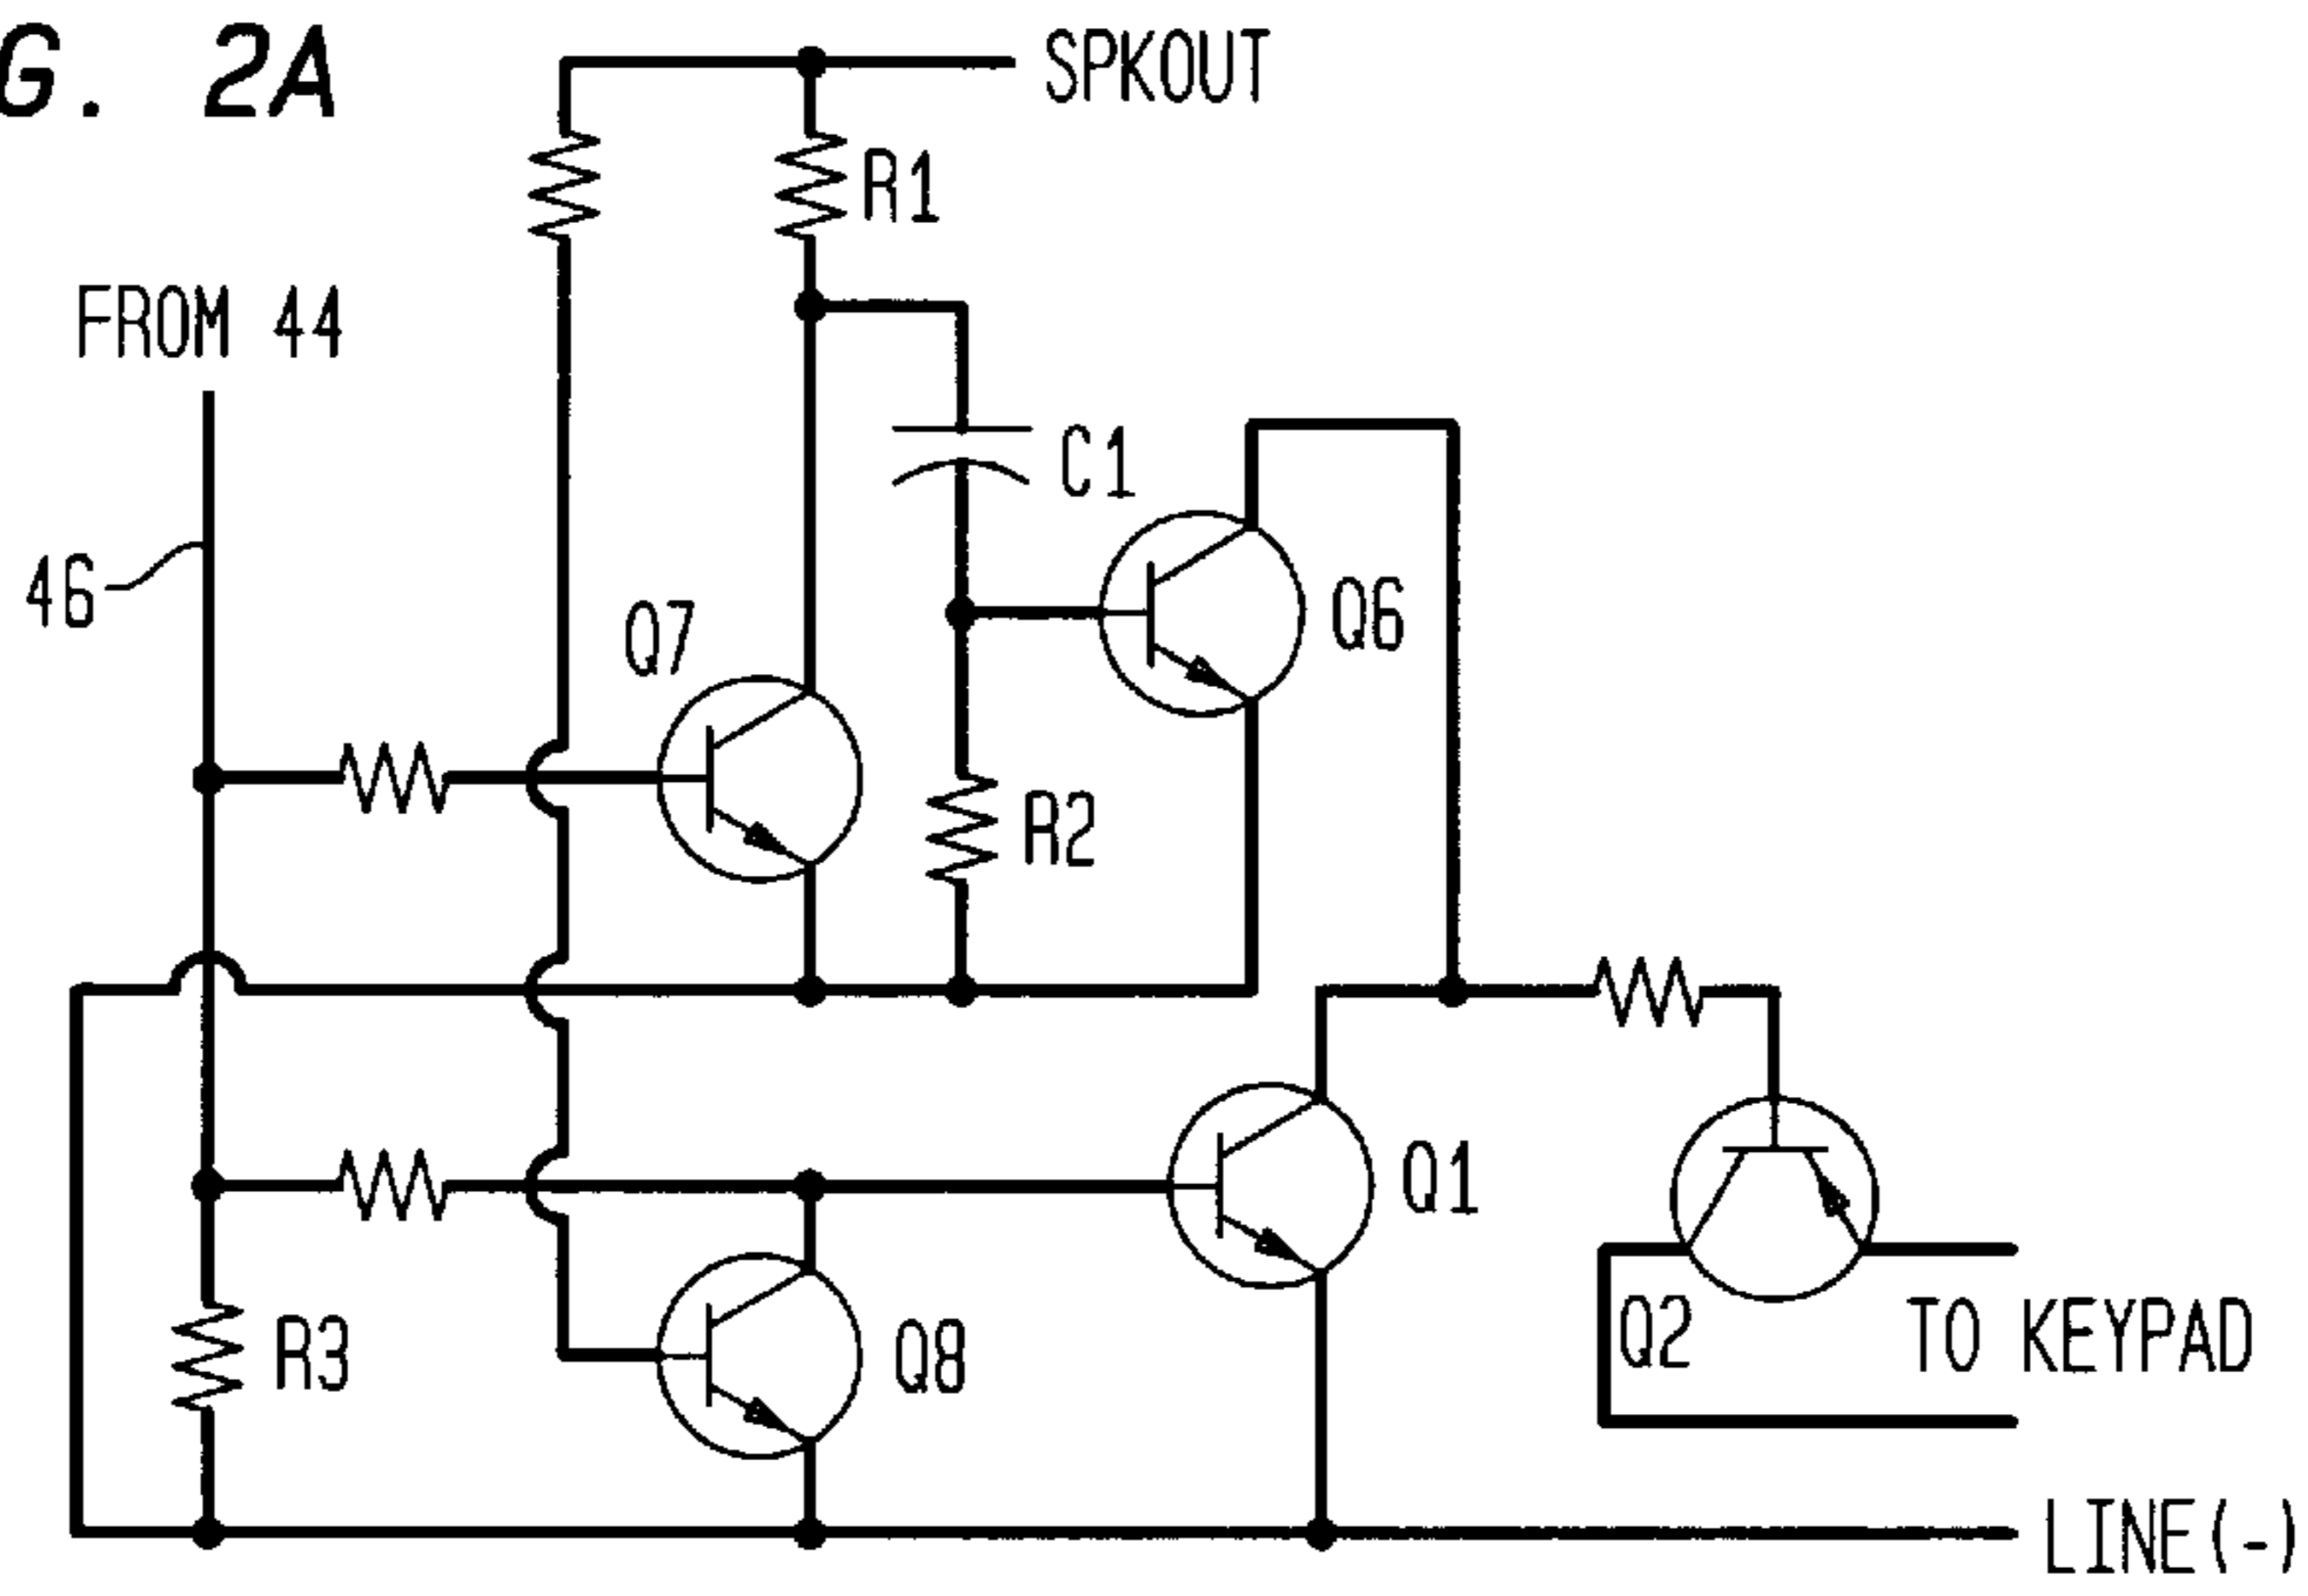 G. 2A
SPKOUT
R1
FROM 44
C1
46
Q7
Q6
R2
Q1
R3
Q8
Q2
TO KEYPAD
LINE(-)